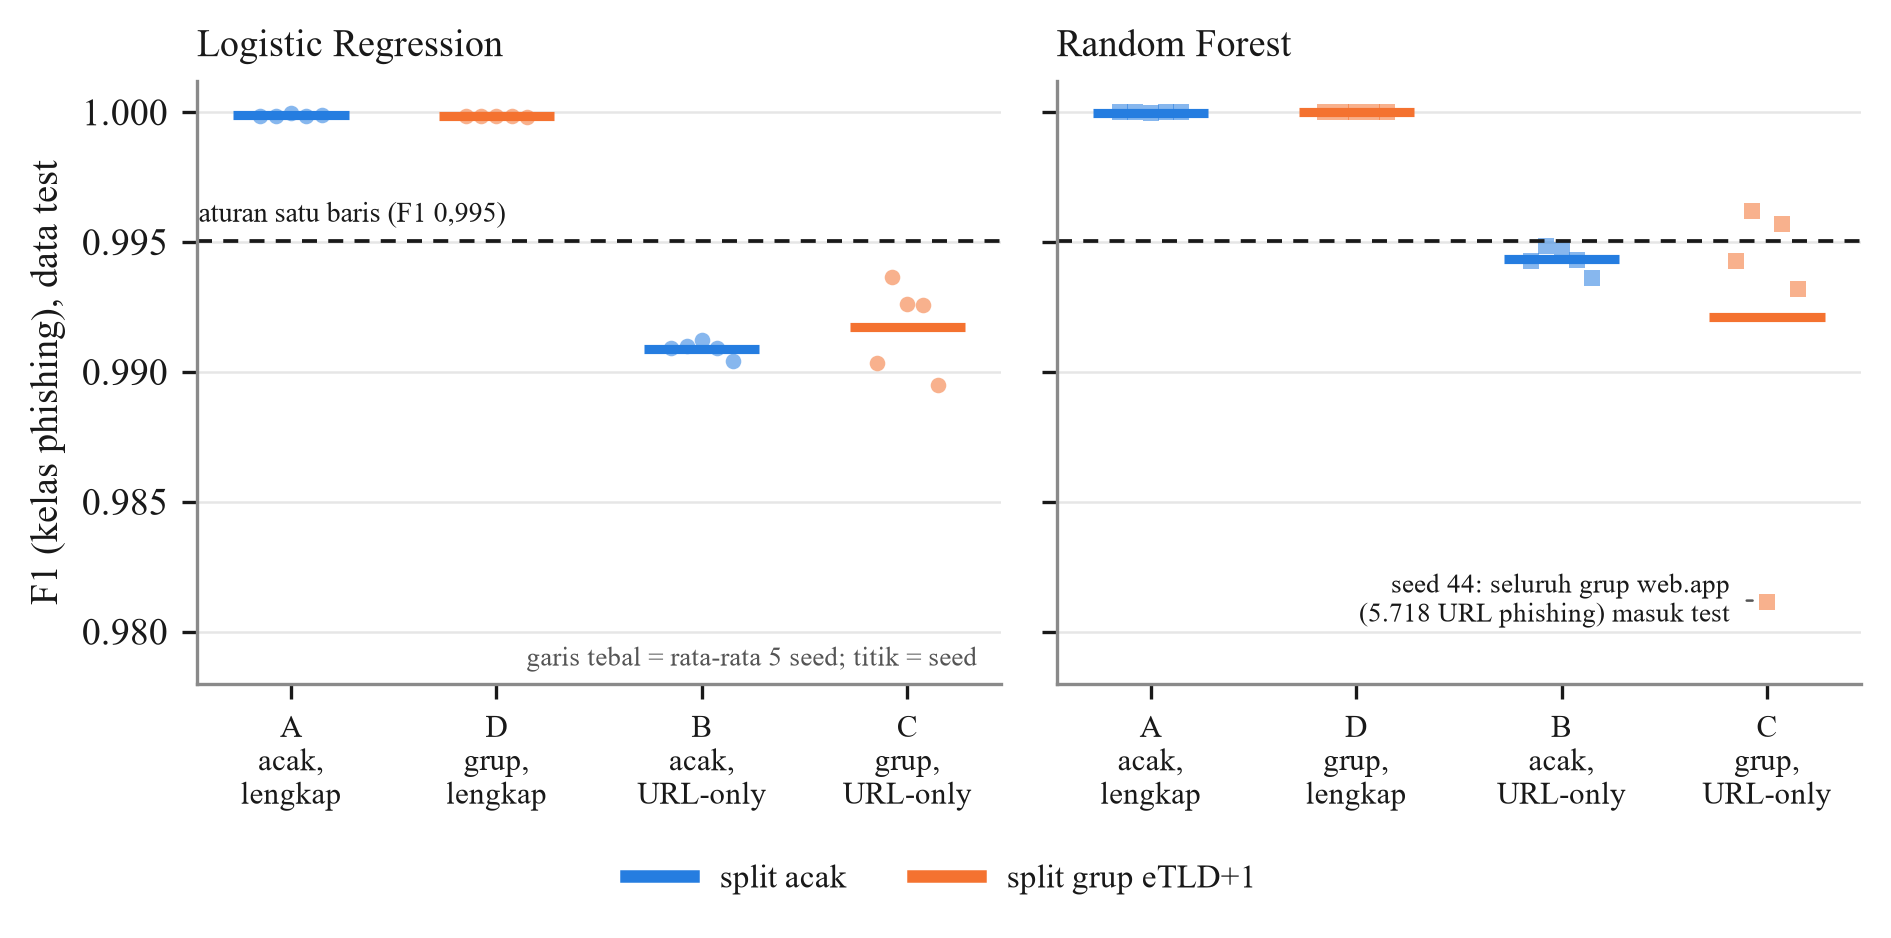 Logistic Regression
Random Forest
F1 (kelas phishing), data test
1.000
0.995
0.990
0.985
0.980
aturan satu baris (F1 0,995)
garis tebal = rata-rata 5 seed; titik = seed
seed 44: seluruh grup web.app
(5.718 URL phishing) masuk test
A
acak,
lengkap
D
grup,
lengkap
B
acak,
URL-only
C
grup,
URL-only
A
acak,
lengkap
D
grup,
lengkap
B
acak,
URL-only
C
grup,
URL-only
split acak
split grup eTLD+1